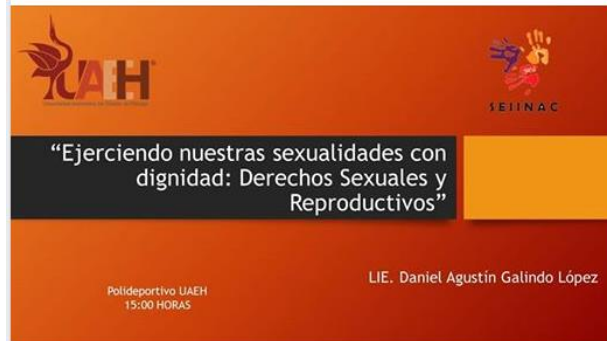 UAEH
SEIINAC
“Ejerciendo nuestras sexualidades con
dignidad: Derechos Sexuales y
Reproductivos”
LIE. Daniel Agustín Galindo López
Polideportivo UAEH
15:00 HORAS